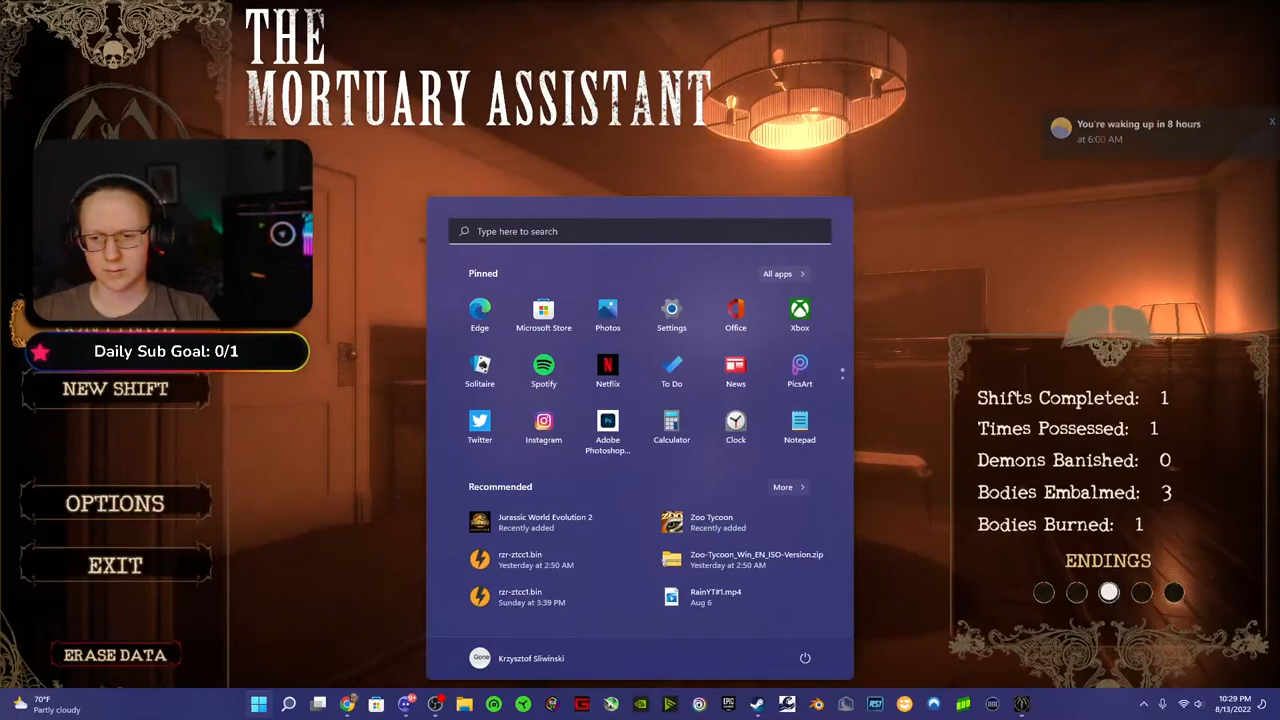 THE
MORTUARY ASSISTANT
You're waking up in 8 hours
at 6:00 AM
Type here to search
Pinned
All apps
Edge
Microsoft Store
Photos
Settings
Office
Xbox
Solitaire
Spotify
Netflix
To Do
News
PicsArt
Twitter
Instagram
Adobe
Photoshop...
Calculator
Clock
Notepad
Recommended
More
Jurassic World Evolution 2
Recently added
Zoo Tycoon
Recently added
rzr-ztcc1.bin
Yesterday at 2:50 AM
Zoo-Tycoon_Win_EN_ISO-Version.zip
Yesterday at 2:50 AM
rzr-ztcc1.bin
Sunday at 3:39 PM
RainYT#1.mp4
Aug 6
Gone
Krzysztof Sliwinski
Daily Sub Goal: 0/1
NEW SHIFT
OPTIONS
EXIT
ERASE DATA
Shifts Completed: 1
Times Possessed: 1
Demons Banished: 0
Bodies Embalmed: 3
Bodies Burned: 1
ENDINGS
70°F
Partly cloudy
10:29 PM
8/13/2022